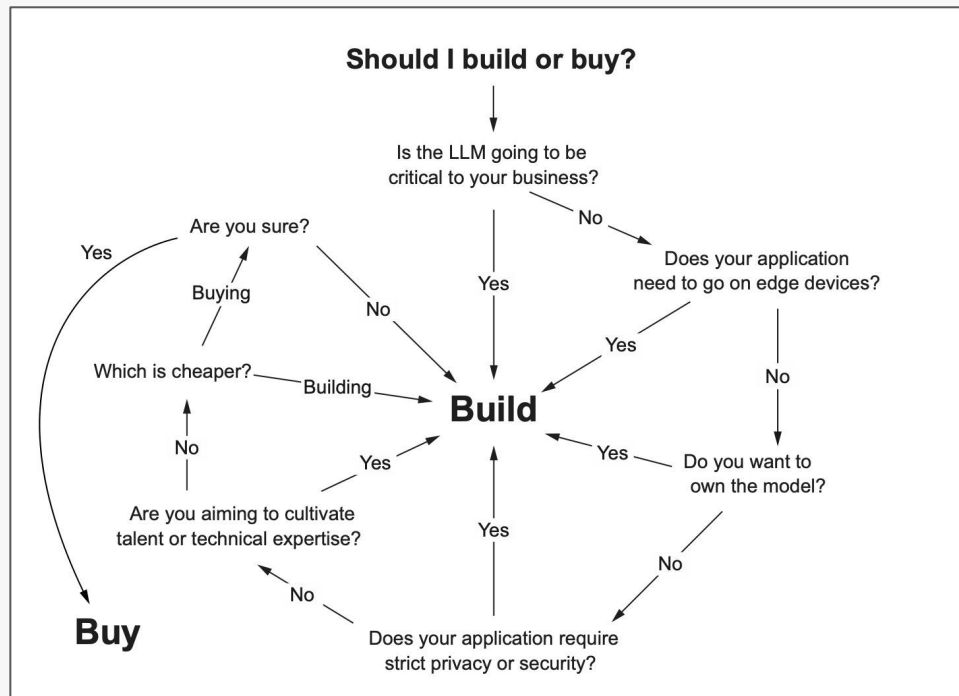 Should I build or buy?
Is the LLM going to be
critical to your business?
No
Yes
Does your application
need to go on edge devices?
Yes
No
Do you want to
own the model?
Yes
No
Does your application require
strict privacy or security?
Yes
No
Are you aiming to cultivate
talent or technical expertise?
Yes
No
Which is cheaper?
Building
Buying
Are you sure?
No
Yes
Build
Buy